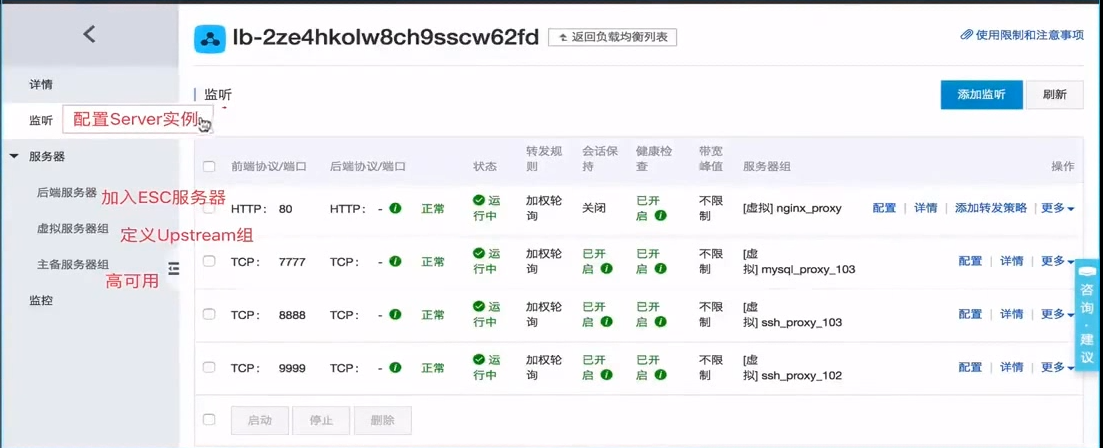 lb-2ze4hkolw8ch9sscw62fd 返回负载均衡列表 使用限制和注意事项
详情
监听 配置Server实例
服务器
后端服务器 加入ESC服务器
虚拟服务器组 定义Upstream组
主备服务器组 高可用
监控
监听 添加监听 刷新
前端协议/端口 后端协议/端口 状态 转发规则 会话保持 健康检查 带宽峰值 服务器组 操作
HTTP: 80 HTTP: - 正常 运行中 加权轮询 关闭 已开启 不限制 [虚拟] nginx_proxy 配置 | 详情 | 添加转发策略 | 更多
TCP: 7777 TCP: - 正常 运行中 加权轮询 已开启 已开启 不限制 [虚拟] mysql_proxy_103 配置 | 详情 | 更多
TCP: 8888 TCP: - 正常 运行中 加权轮询 已开启 已开启 不限制 [虚拟] ssh_proxy_103 配置 | 详情 | 更多
TCP: 9999 TCP: - 正常 运行中 加权轮询 已开启 已开启 不限制 [虚拟] ssh_proxy_102 配置 | 详情 | 更多
启动 停止 删除
咨询·建议